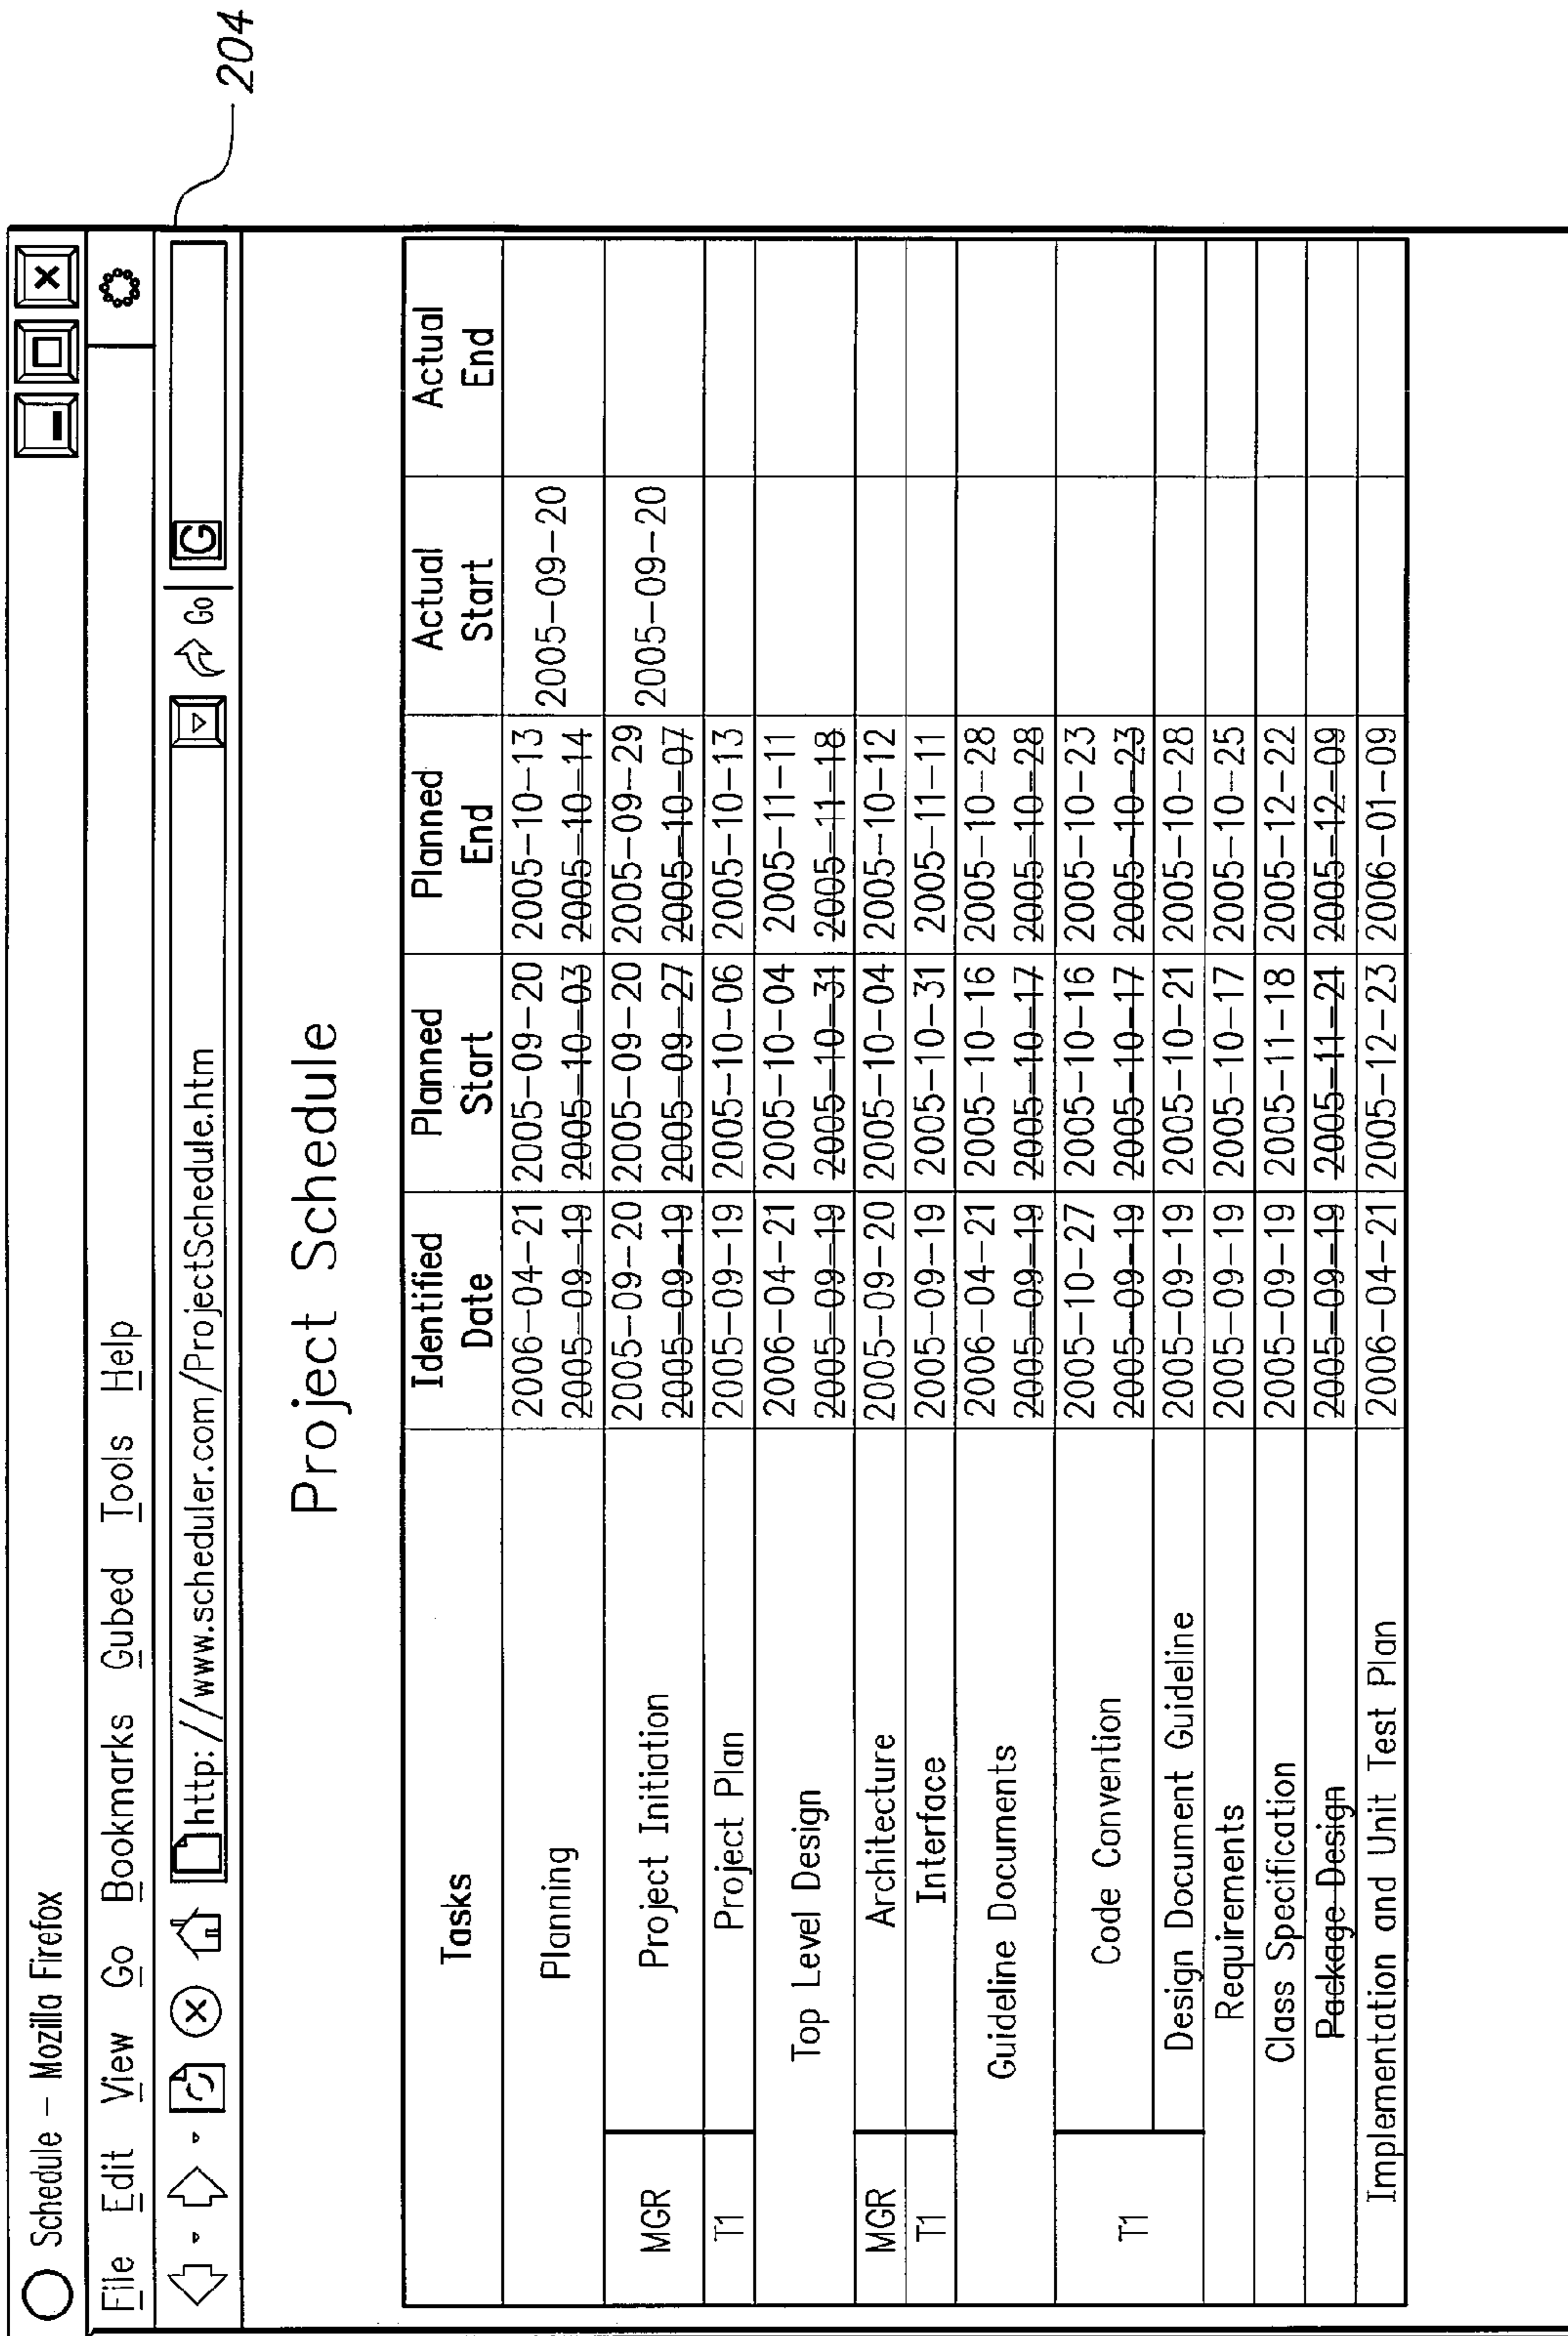 204
Schedule – Mozilla Firefox
File Edit View Go Bookmarks Gubed Tools Help
http://www.scheduler.com/ProjectSchedule.htm Go G
Project Schedule
Tasks Identified Date Planned Start Planned End Actual Start Actual End
Planning 2006-04-21 2005-09-20 2005-10-13 2005-09-20
2005-09-19 2005-10-03 2005-10-14
MGR Project Initiation 2005-09-20 2005-09-20 2005-09-29 2005-09-20
2005-09-19 2005-09-27 2005-10-07
T1 Project Plan 2005-09-19 2005-10-06 2005-10-13
Top Level Design 2006-04-21 2005-10-04 2005-11-11
2005-09-19 2005-10-31 2005-11-18
MGR Architecture 2005-09-20 2005-10-04 2005-10-12
T1 Interface 2005-09-19 2005-10-31 2005-11-11
Guideline Documents 2006-04-21 2005-10-16 2005-10-28
2005-09-19 2005-10-17 2005-10-28
T1 Code Convention 2005-10-27 2005-10-16 2005-10-23
2005-09-19 2005-10-17 2005-10-23
Design Document Guideline 2005-09-19 2005-10-21 2005-10-28
Requirements 2005-09-19 2005-10-17 2005-10-25
Class Specification 2005-09-19 2005-11-18 2005-12-22
Package Design 2005-09-19 2005-11-21 2005-12-09
Implementation and Unit Test Plan 2006-04-21 2005-12-23 2006-01-09